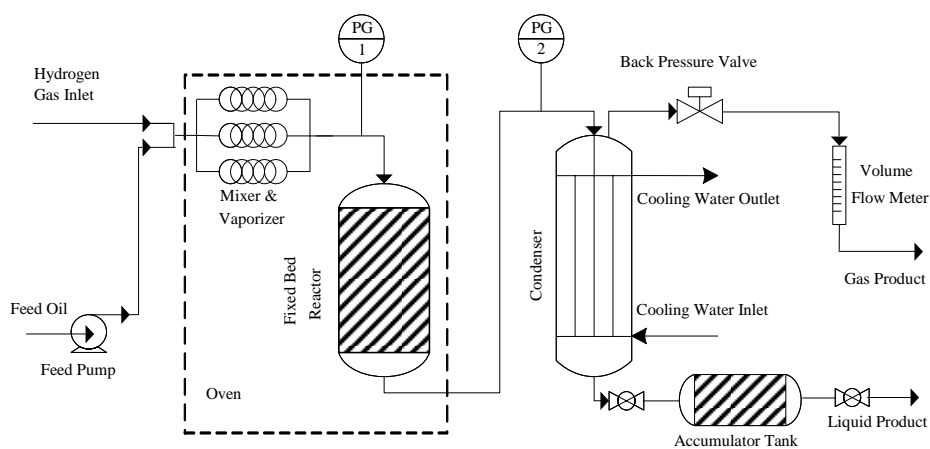 PG
1
PG
2
Hydrogen
Gas Inlet
Back Pressure Valve
Mixer &
Vaporizer
Volume
Flow Meter
Cooling Water Outlet
Fixed Bed
Reactor
Condenser
Gas Product
Feed Oil
Cooling Water Inlet
Feed Pump
Oven
Liquid Product
Accumulator Tank